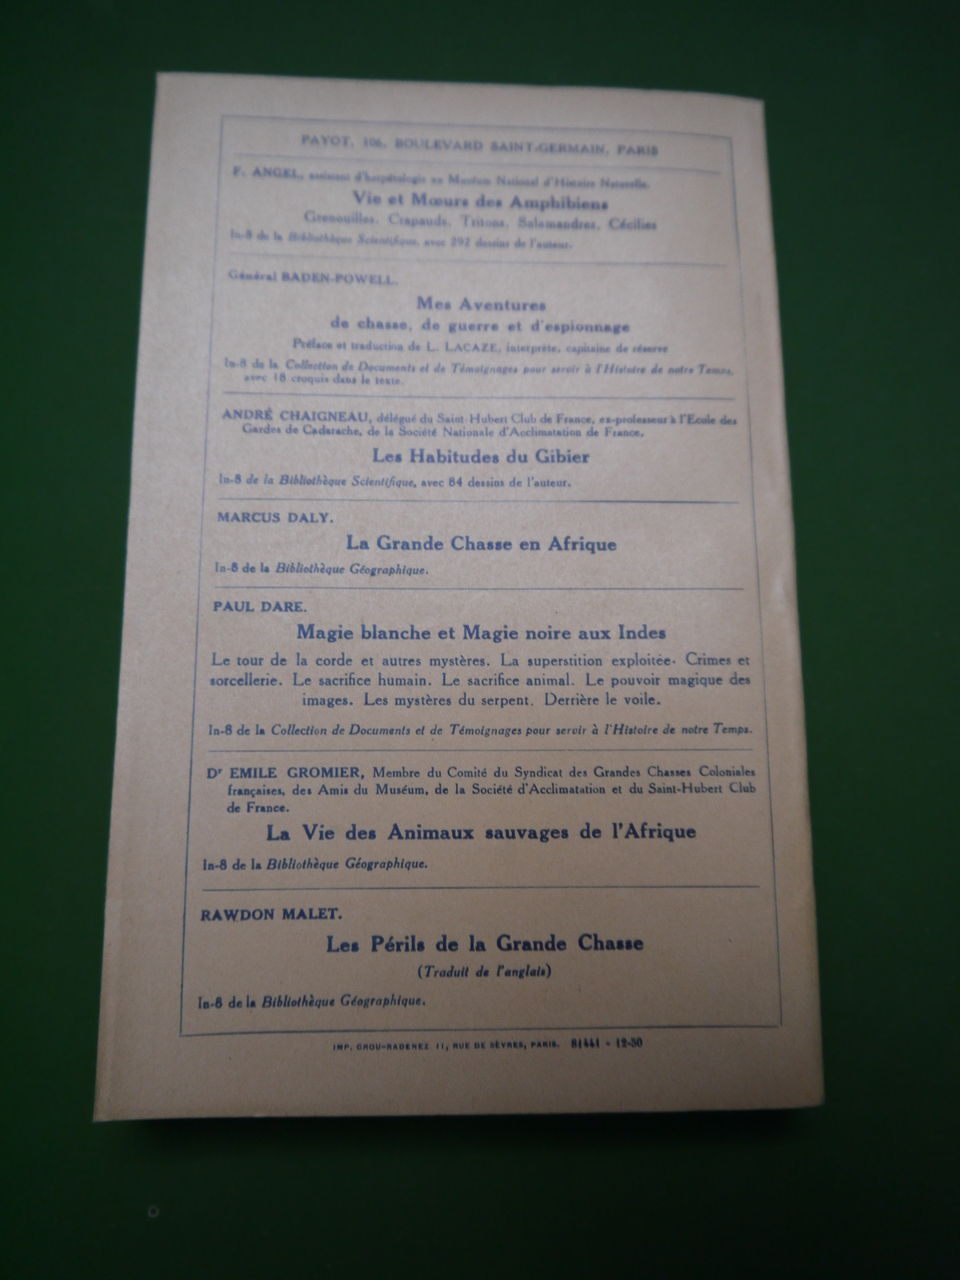 PAYOT, 106, BOULEVARD SAINT-GERMAIN, PARIS
F. ANGEL, assistant d'herpétologie au Muséum National d'Histoire Naturelle.
Vie et Mœurs des Amphibiens
Grenouilles, Crapauds, Tritons, Salamandres, Cécilies
In-8 de la Bibliothèque Scientifique, avec 292 dessins de l'auteur.
Général BADEN-POWELL.
Mes Aventures
de chasse, de guerre et d'espionnage
Préface et traduction de L. LACAZE, interprète, capitaine de réserve
In-8 de la Collection de Documents et de Témoignages pour servir à l'Histoire de notre Temps,
avec 18 croquis dans le texte.
ANDRÉ CHAIGNEAU, délégué du Saint-Hubert Club de France, ex-professeur à l'Ecole des
Gardes de Cadarache, de la Société Nationale d'Acclimatation de France.
Les Habitudes du Gibier
In-8 de la Bibliothèque Scientifique, avec 84 dessins de l'auteur.
MARCUS DALY.
La Grande Chasse en Afrique
In-8 de la Bibliothèque Géographique.
PAUL DARE.
Magie blanche et Magie noire aux Indes
Le tour de la corde et autres mystères. La superstition exploitée. Crimes et
sorcellerie. Le sacrifice humain. Le sacrifice animal. Le pouvoir magique des
images. Les mystères du serpent. Derrière le voile.
In-8 de la Collection de Documents et de Témoignages pour servir à l'Histoire de notre Temps.
Dr EMILE GROMIER, Membre du Comité du Syndicat des Grandes Chasses Coloniales
françaises, des Amis du Muséum, de la Société d'Acclimatation et du Saint-Hubert Club
de France.
La Vie des Animaux sauvages de l'Afrique
In-8 de la Bibliothèque Géographique.
RAWDON MALET.
Les Périls de la Grande Chasse
(Traduit de l'anglais)
In-8 de la Bibliothèque Géographique.
IMP. CROU-RADENEZ 11, RUE DE SÈVRES, PARIS. 81441 - 12-50